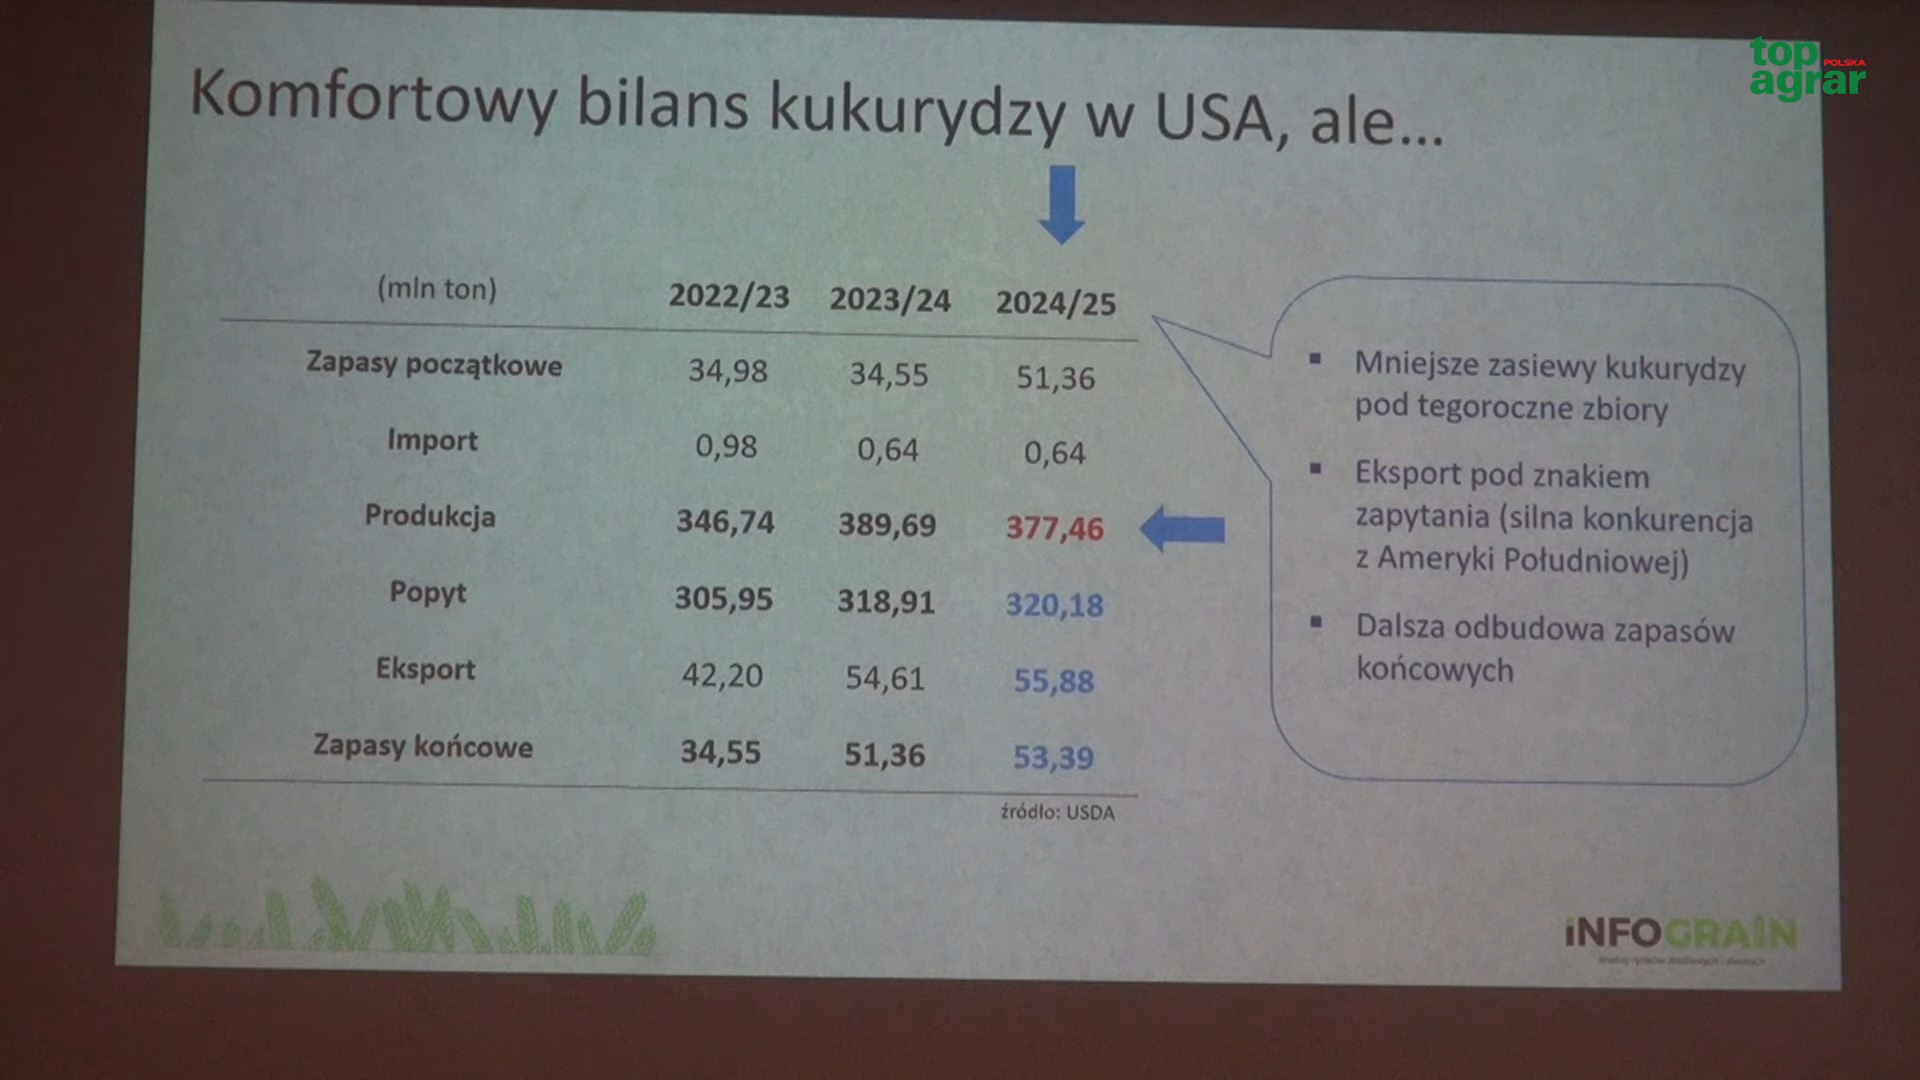 top
agrar
POLSKA
Komfortowy bilans kukurydzy w USA, ale...
(mln ton) 2022/23 2023/24 2024/25
Zapasy początkowe 34,98 34,55 51,36
Import 0,98 0,64 0,64
Produkcja 346,74 389,69 377,46
Popyt 305,95 318,91 320,18
Eksport 42,20 54,61 55,88
Zapasy końcowe 34,55 51,36 53,39
źródło: USDA
▪ Mniejsze zasiewy kukurydzy
pod tegoroczne zbiory
▪ Eksport pod znakiem
zapytania (silna konkurencja
z Ameryki Południowej)
▪ Dalsza odbudowa zapasów
końcowych
iNFOGRAIN